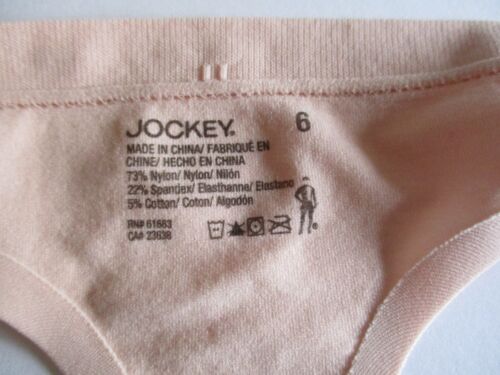 JOCKEY® 6
MADE IN CHINA/ FABRIQUÉ EN
CHINE/ HECHO EN CHINA
73% Nylon/ Nylon/ Nilón
22% Spandex/ Elasthanne/ Elastano
5% Cotton/ Coton/ Algodón
RN# 61683
CA# 23638